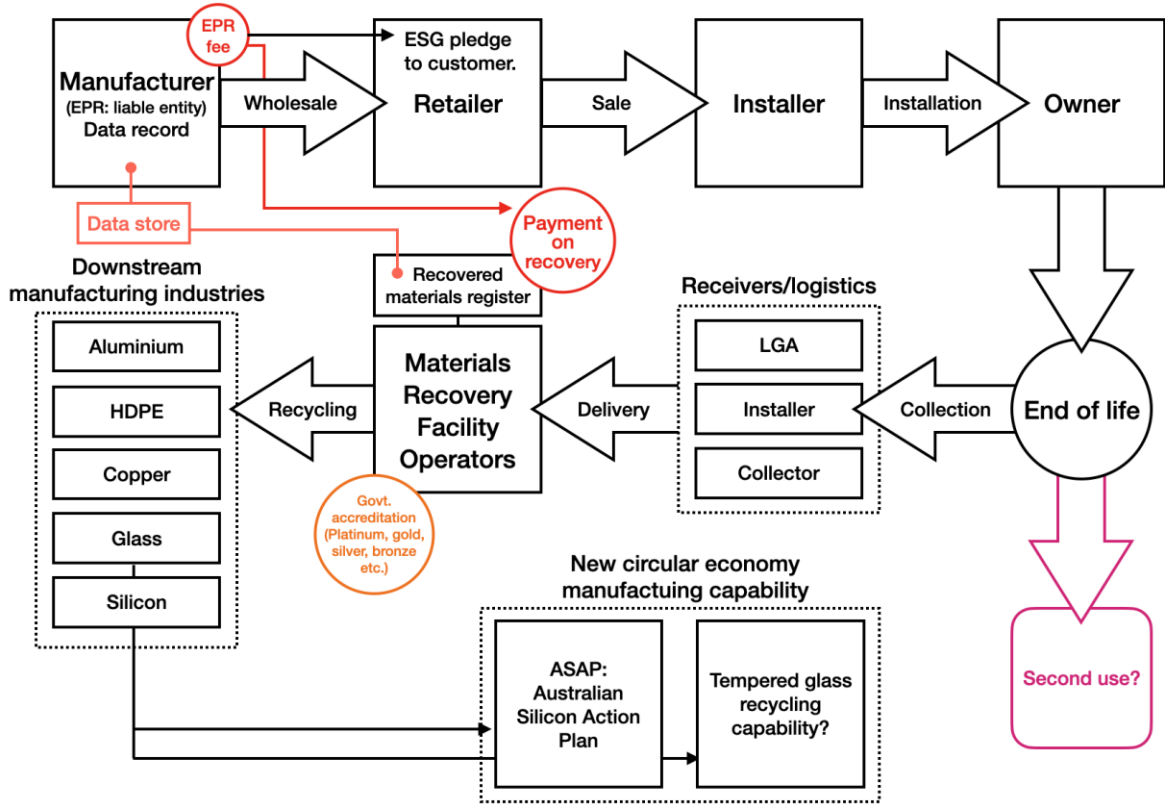 EPR
fee
Manufacturer
(EPR: liable entity)
Data record
Wholesale
ESG pledge
to customer.
Retailer
Sale
Installer
Installation
Owner
Data store
Payment
on
recovery
Recovered
materials register
Downstream
manufacturing industries
Aluminium
HDPE
Copper
Glass
Silicon
Recycling
Materials
Recovery
Facility
Operators
Govt.
accreditation
(Platinum, gold,
silver, bronze
etc.)
Delivery
Receivers/logistics
LGA
Installer
Collector
Collection
End of life
Second use?
New circular economy
manufactuing capability
ASAP:
Australian
Silicon Action
Plan
Tempered glass
recycling
capability?